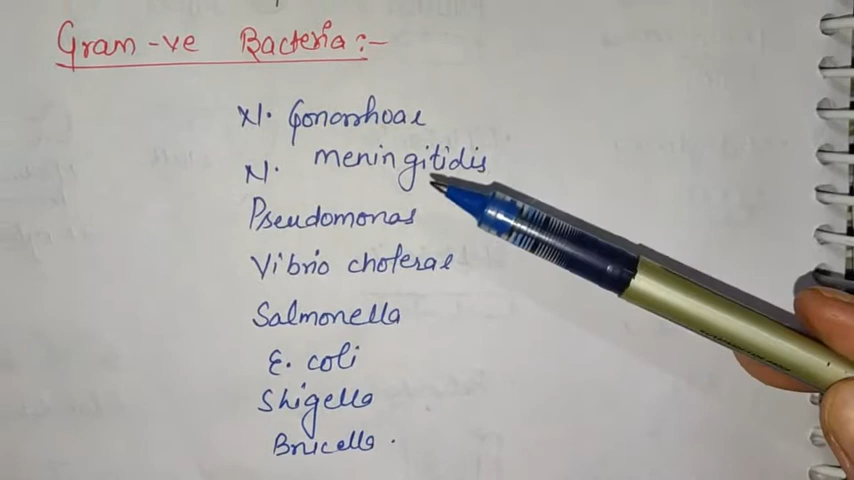 Gram -ve Bacteria :-
N. Gonorrhoae
N. meningitidis
Pseudomonas
Vibrio cholerae
Salmonella
E. coli
Shigella
Brucella.